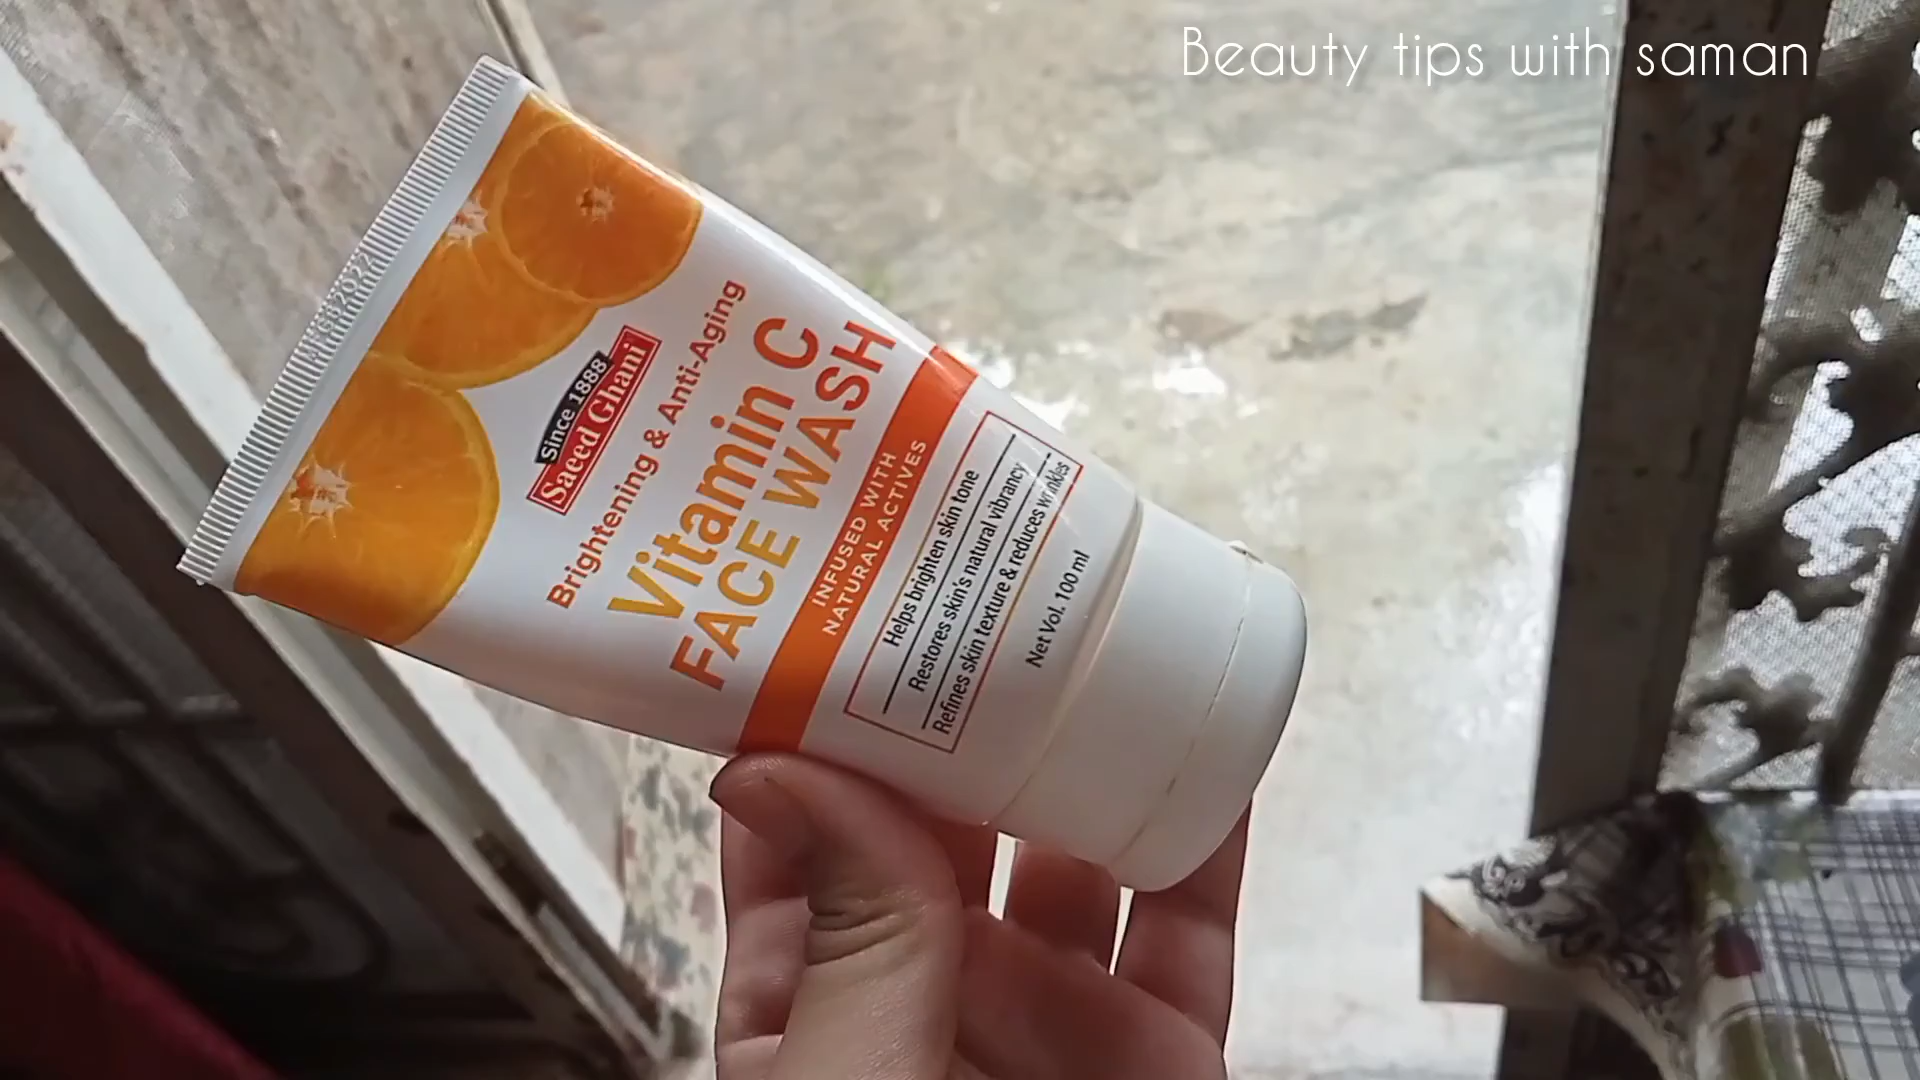 Beauty tips with saman
Since 1888
Saeed Ghani
Brightening & Anti-Aging
Vitamin C
FACE WASH
INFUSED WITH
NATURAL ACTIVES
Helps brighten skin tone
Restores skin's natural vibrancy
Refines skin texture & reduces wrinkles
Net Vol. 100 ml